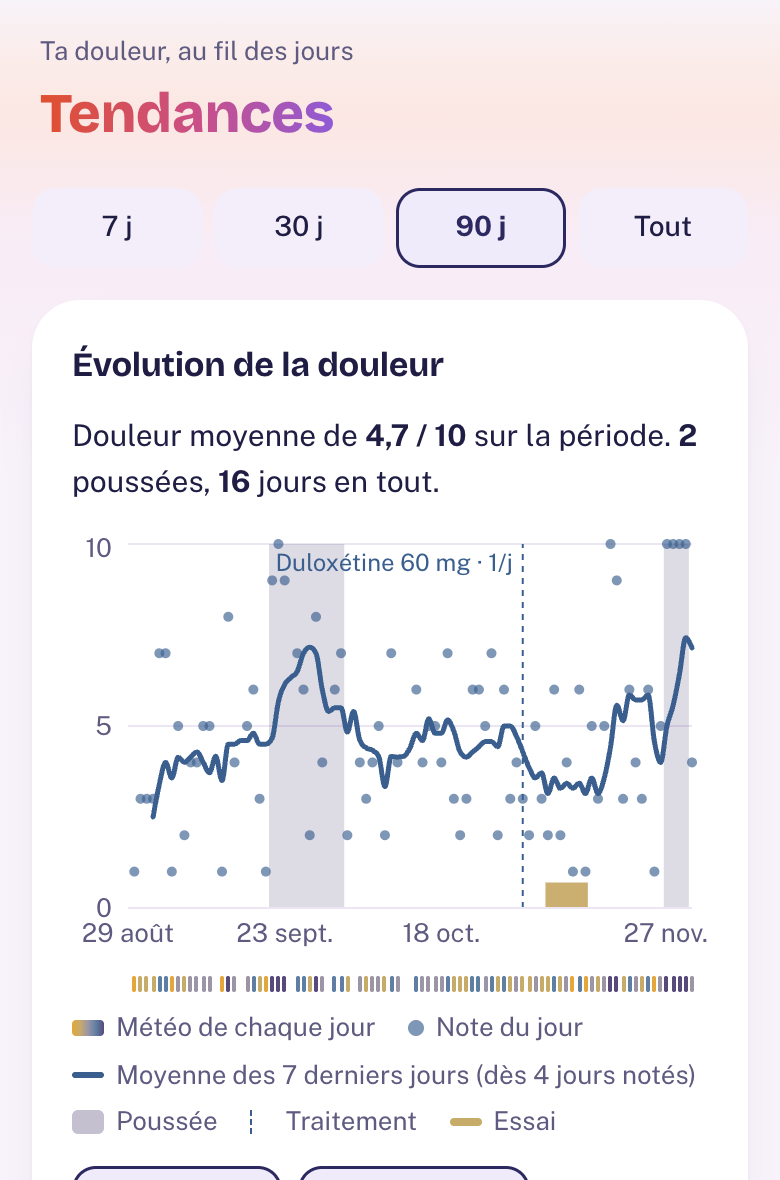 Ta douleur, au fil des jours
Tendances
7 j
30 j
90 j
Tout
Évolution de la douleur
Douleur moyenne de 4,7 / 10 sur la période. 2
poussées, 16 jours en tout.
10
Duloxétine 60 mg · 1/j
5
0
29 août
23 sept.
18 oct.
27 nov.
Météo de chaque jour
Note du jour
Moyenne des 7 derniers jours (dès 4 jours notés)
Poussée
Traitement
Essai